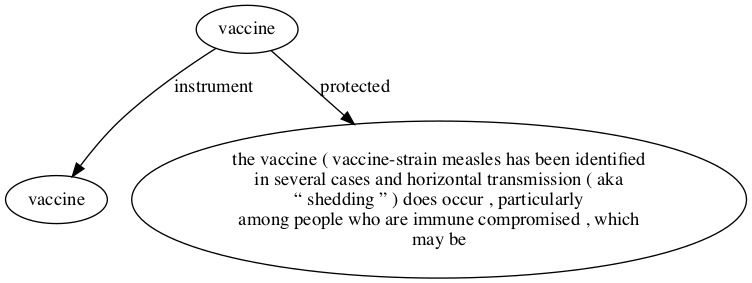 vaccine
instrument
protected
vaccine
the vaccine ( vaccine-strain measles has been identified
in several cases and horizontal transmission ( aka
“ shedding ” ) does occur , particularly
among people who are immune compromised , which
may be